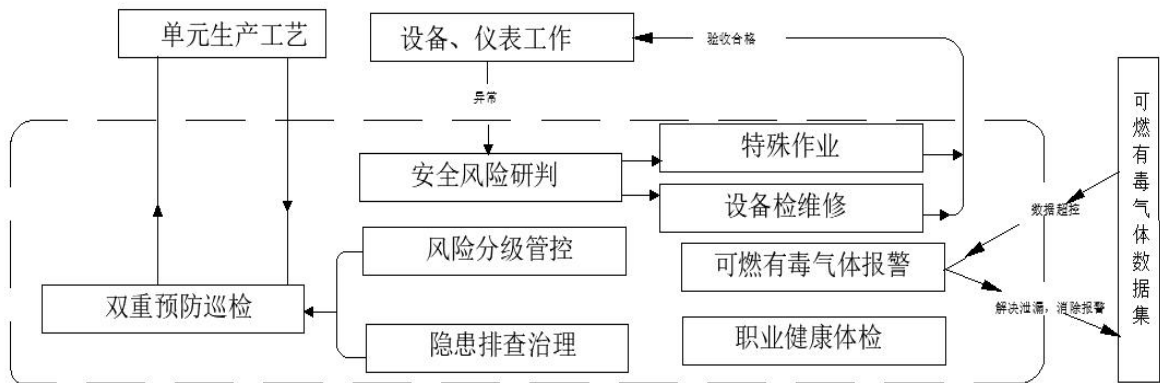 单元生产工艺
设备、仪表工作
验收合格
异常
可燃有毒气体数据集
特殊作业
安全风险研判
设备检维修
数据超控
风险分级管控
可燃有毒气体报警
双重预防巡检
解决泄漏，消除报警
隐患排查治理
职业健康体检